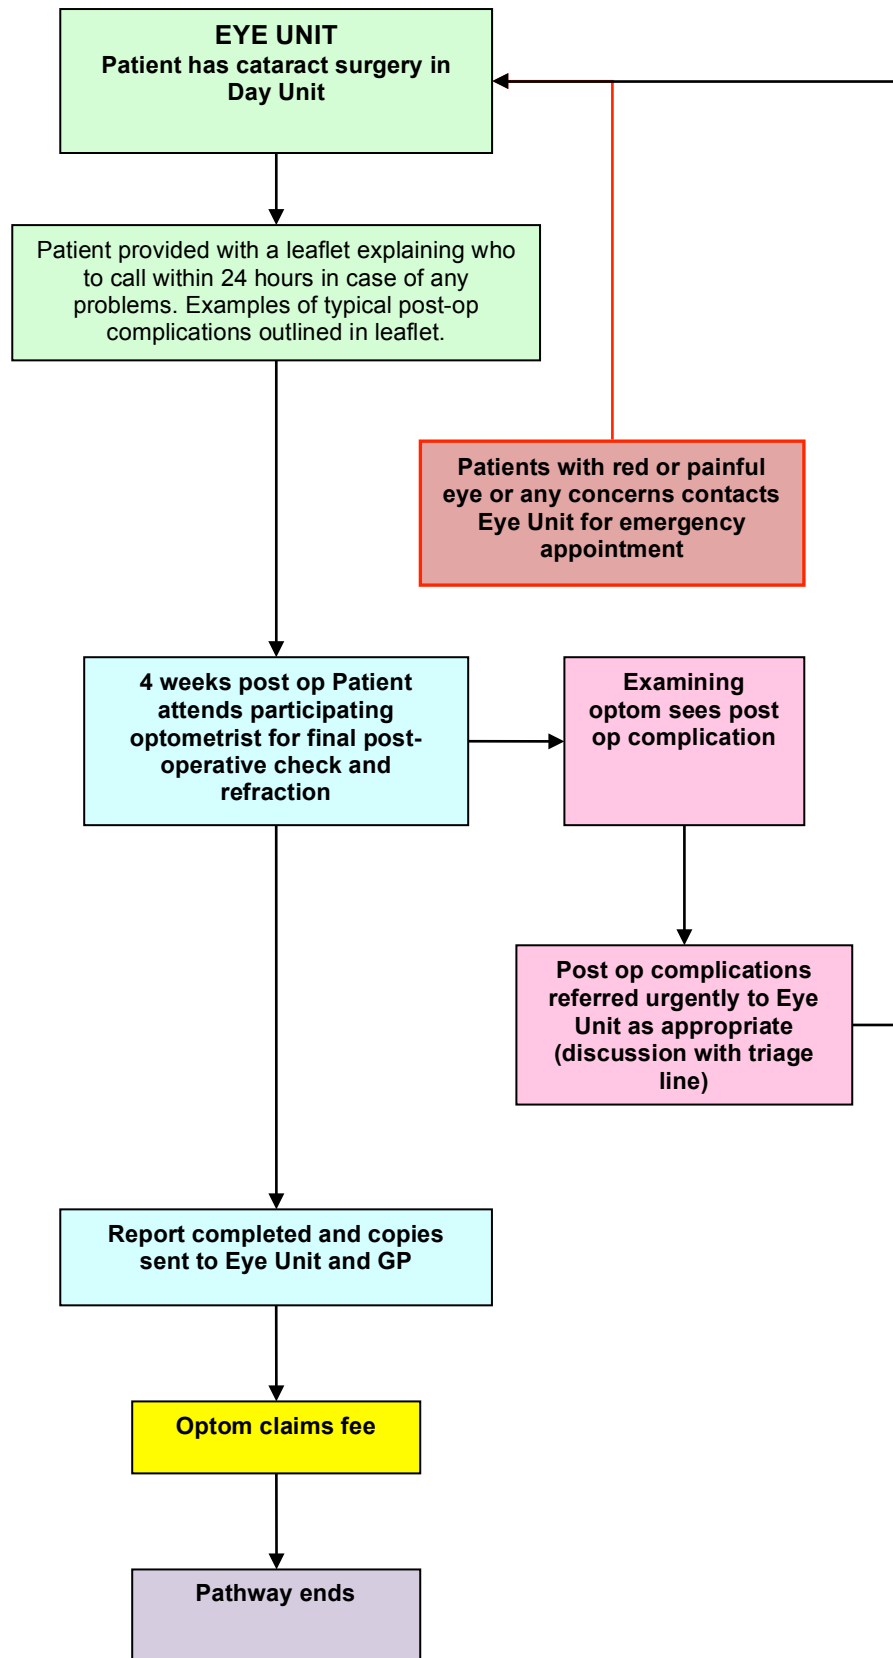 EYE UNIT
Patient has cataract surgery in
Day Unit
Patient provided with a leaflet explaining who
to call within 24 hours in case of any
problems. Examples of typical post-op
complications outlined in leaflet.
Patients with red or painful
eye or any concerns contacts
Eye Unit for emergency
appointment
4 weeks post op Patient
attends participating
optometrist for final post-
operative check and
refraction
Examining
optom sees post
op complication
Post op complications
referred urgently to Eye
Unit as appropriate
(discussion with triage
line)
Report completed and copies
sent to Eye Unit and GP
Optom claims fee
Pathway ends